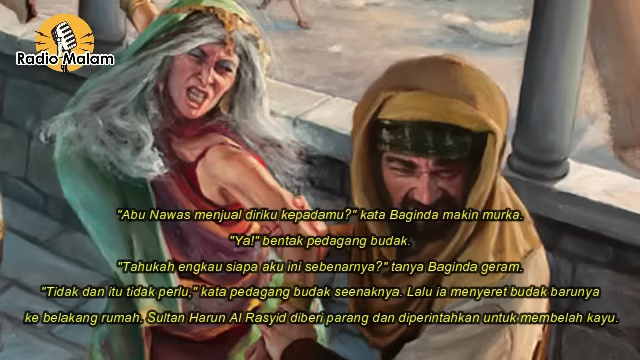 Radio Malam
"Abu Nawas menjual diriku kepadamu?" kata Baginda makin murka.
"Ya!" bentak pedagang budak.
"Tahukah engkau siapa aku ini sebenarnya?" tanya Baginda geram.
"Tidak dan itu tidak perlu," kata pedagang budak seenaknya. Lalu ia menyeret budak barunya
ke belakang rumah. Sultan Harun Al Rasyid diberi parang dan diperintahkan untuk membelah kayu.